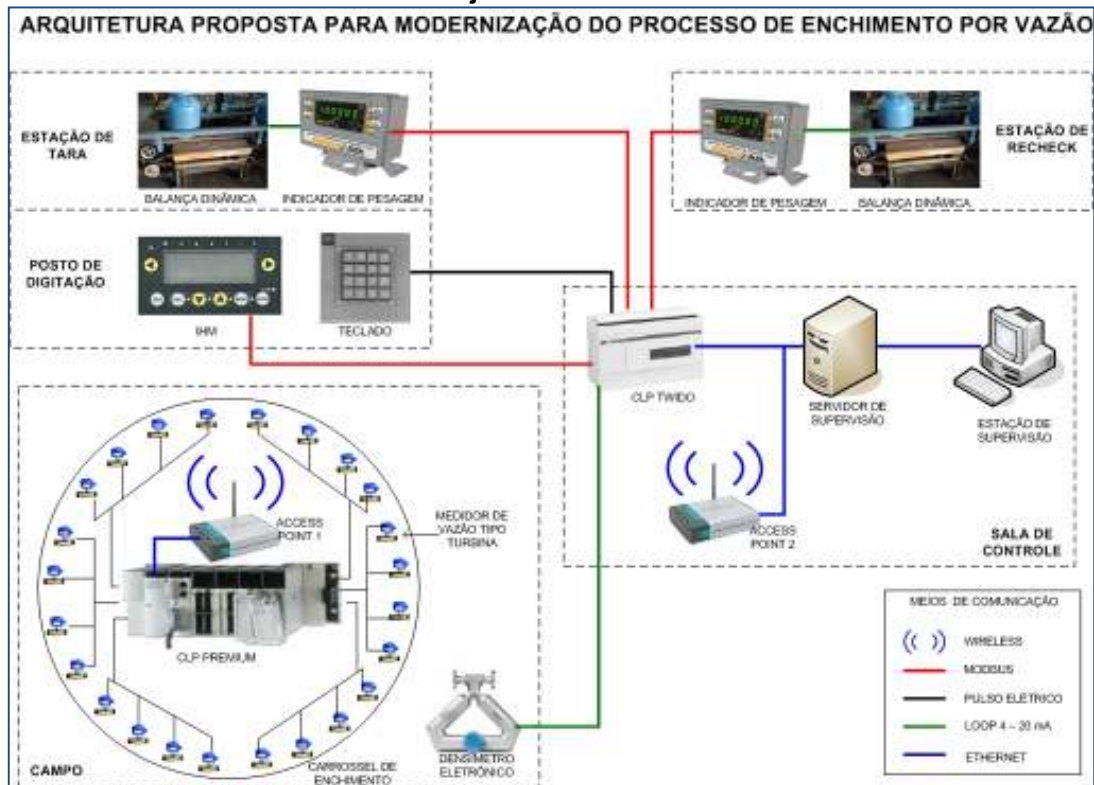 ARQUITETURA PROPOSTA PARA MODERNIZAÇÃO DO PROCESSO DE ENCHIMENTO POR VAZÃO
ESTAÇÃO DE
TARA
BALANÇA DINÂMICA
INDICADOR DE PESAGEM
INDICADOR DE PESAGEM
BALANÇA DINÂMICA
ESTAÇÃO DE
RECHECK
POSTO DE
DIGITAÇÃO
IHM
TECLADO
CLP TWIDO
SERVIDOR DE
SUPERVISÃO
ESTAÇÃO DE
SUPERVISÃO
ACCESS
POINT 2
SALA DE
CONTROLE
ACCESS
POINT 1
MEDIDOR DE
VAZÃO TIPO
TURBINA
CLP PREMIUM
CARROSSEL DE
ENCHIMENTO
DENSÍMETRO
ELETRÔNICO
CAMPO
MEIOS DE COMUNICAÇÃO
WIRELESS
MODBUS
PULSO ELÉTRICO
LOOP 4 – 20 mA
ETHERNET